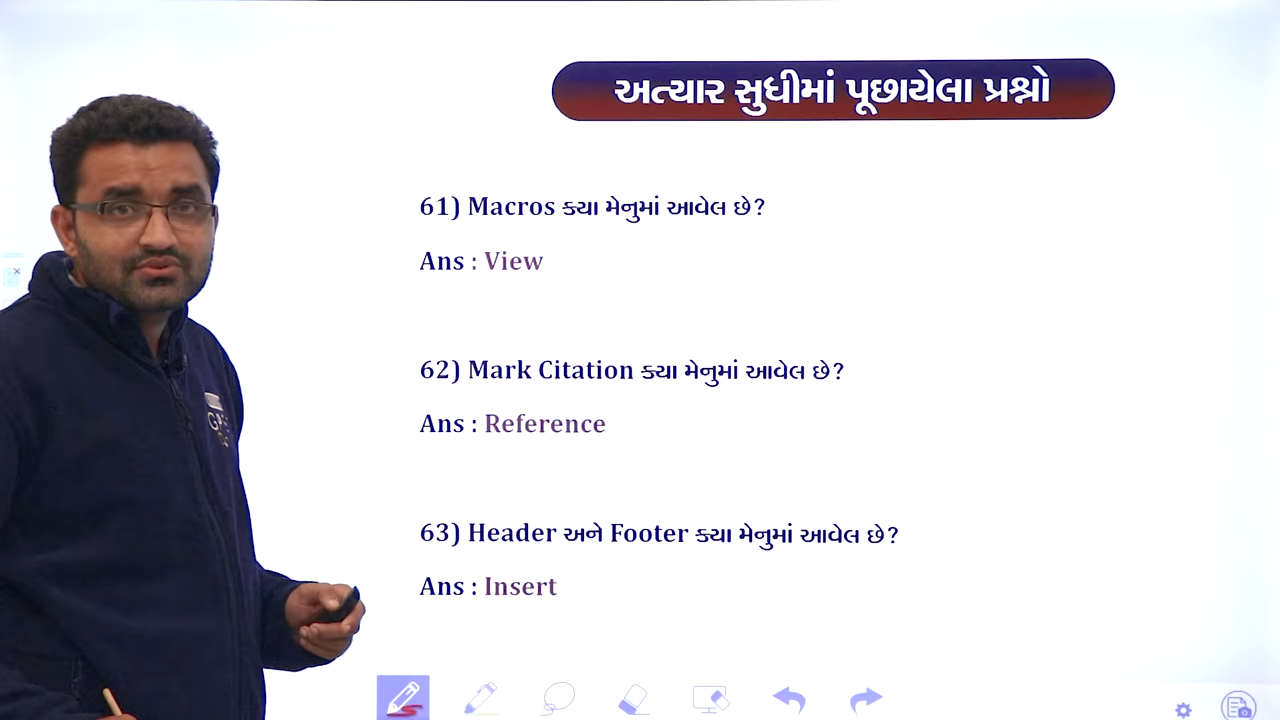 અત્યાર સુધીમાં પૂછાયેલા પ્રશ્નો
61) Macros ક્યા મેનુમાં આવેલ છે?
Ans : View
62) Mark Citation ક્યા મેનુમાં આવેલ છે?
Ans : Reference
63) Header અને Footer ક્યા મેનુમાં આવેલ છે?
Ans : Insert